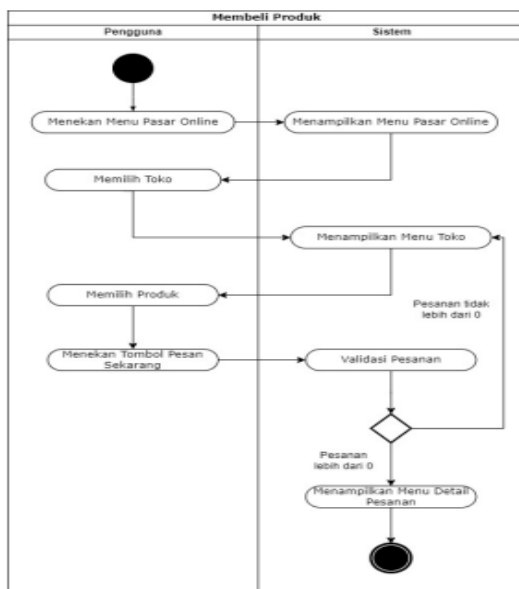 Membeli Produk
Pengguna
Sistem
Menekan Menu Pasar Online
Menampilkan Menu Pasar Online
Memilih Toko
Menampilkan Menu Toko
Memilih Produk
Pesanan tidak
lebih dari 0
Menekan Tombol Pesan
Sekarang
Validasi Pesanan
Pesanan
lebih dari 0
Menampilkan Menu Detail
Pesanan